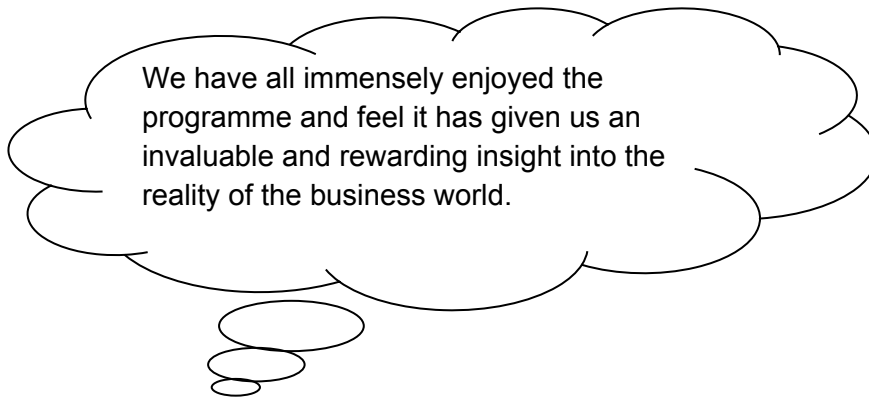 We have all immensely enjoyed the
programme and feel it has given us an
invaluable and rewarding insight into the
reality of the business world.